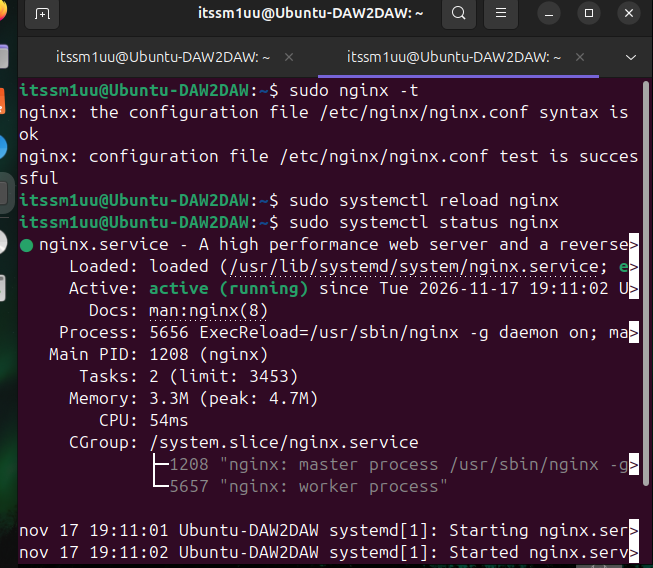 itssm1uu@Ubuntu-DAW2DAW: ~
itssm1uu@Ubuntu-DAW2DAW: ~ × itssm1uu@Ubuntu-DAW2DAW: ~ ×
itssm1uu@Ubuntu-DAW2DAW:~$ sudo nginx -t
nginx: the configuration file /etc/nginx/nginx.conf syntax is
ok
nginx: configuration file /etc/nginx/nginx.conf test is succes
sful
itssm1uu@Ubuntu-DAW2DAW:~$ sudo systemctl reload nginx
itssm1uu@Ubuntu-DAW2DAW:~$ sudo systemctl status nginx
● nginx.service - A high performance web server and a reverse>
Loaded: loaded (/usr/lib/systemd/system/nginx.service; e>
Active: active (running) since Tue 2026-11-17 19:11:02 U>
Docs: man:nginx(8)
Process: 5656 ExecReload=/usr/sbin/nginx -g daemon on; ma>
Main PID: 1208 (nginx)
Tasks: 2 (limit: 3453)
Memory: 3.3M (peak: 4.7M)
CPU: 54ms
CGroup: /system.slice/nginx.service
├─1208 "nginx: master process /usr/sbin/nginx -g>
└─5657 "nginx: worker process"
nov 17 19:11:01 Ubuntu-DAW2DAW systemd[1]: Starting nginx.ser>
nov 17 19:11:02 Ubuntu-DAW2DAW systemd[1]: Started nginx.serv>